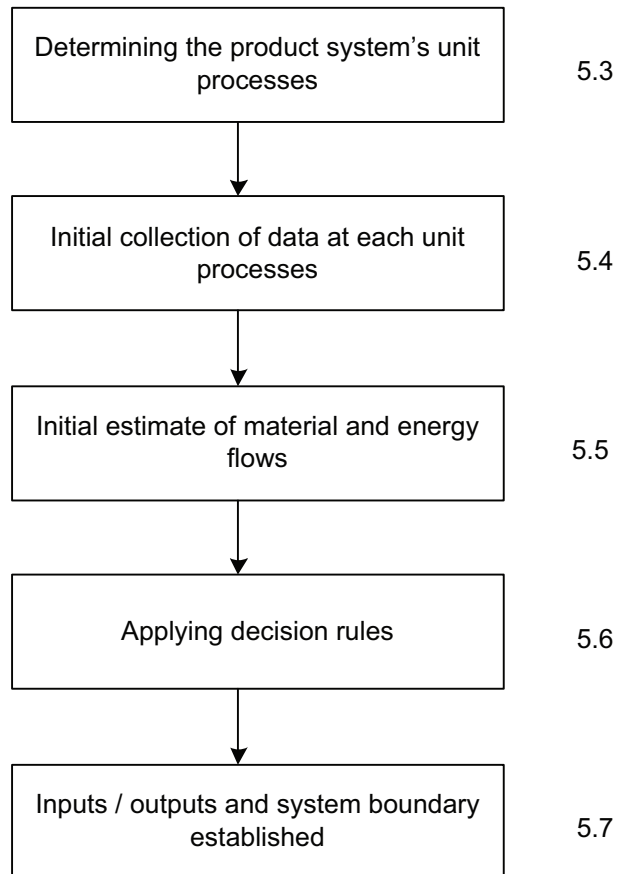 Determining the product system's unit
processes
5.3
Initial collection of data at each unit
processes
5.4
Initial estimate of material and energy
flows
5.5
Applying decision rules
5.6
Inputs / outputs and system boundary
established
5.7